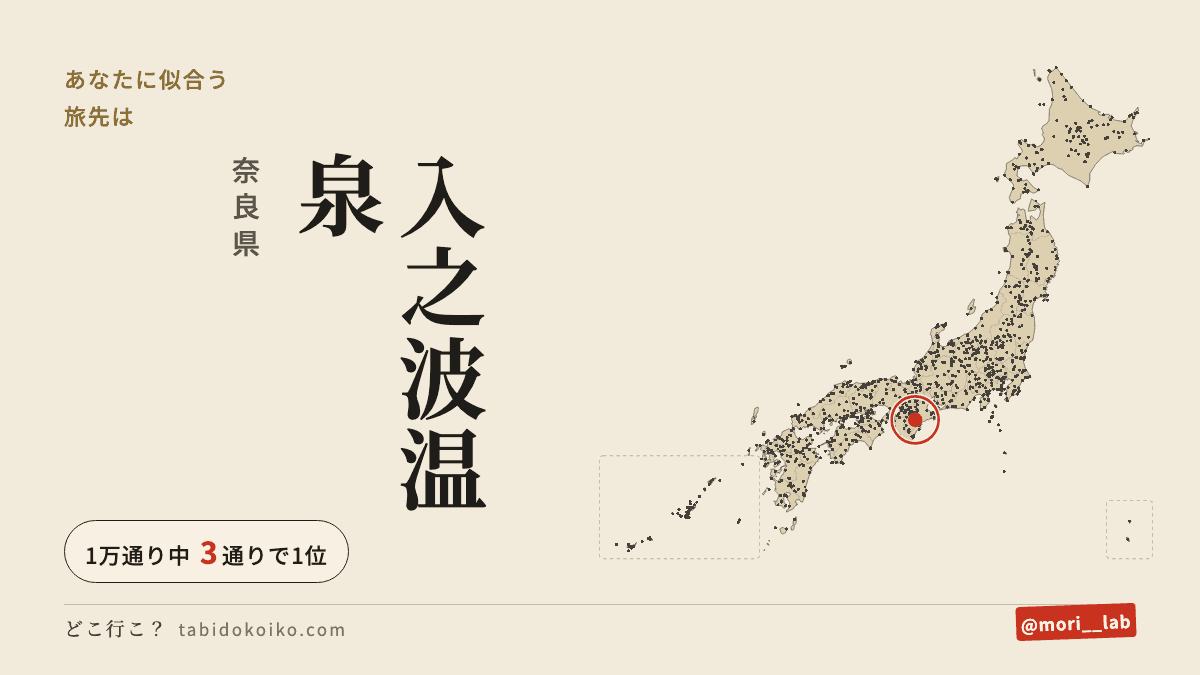 あなたに似合う
旅先は
入之波温
泉
奈良県
1万通り中 3通りで1位
どこ行こ？ tabidokoiko.com
@mori__lab